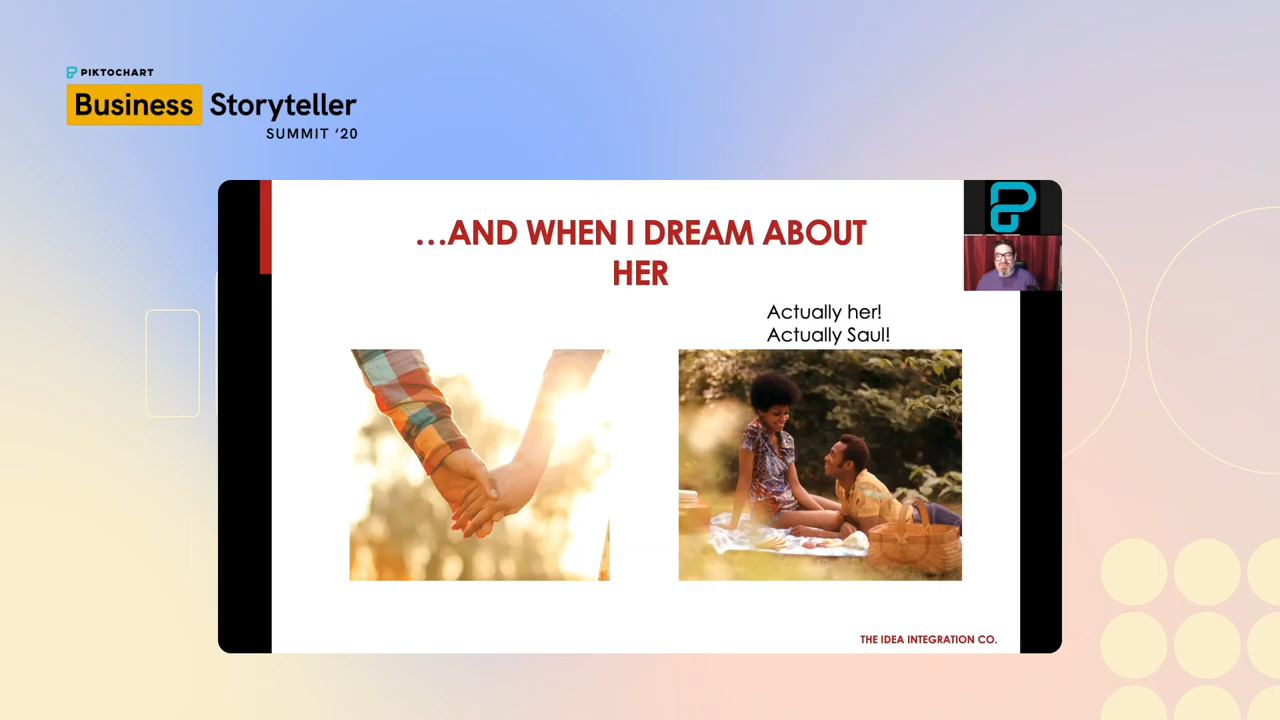 PIKTOCHART
Business Storyteller
SUMMIT ‘20
…AND WHEN I DREAM ABOUT
HER
Actually her!
Actually Saul!
THE IDEA INTEGRATION CO.